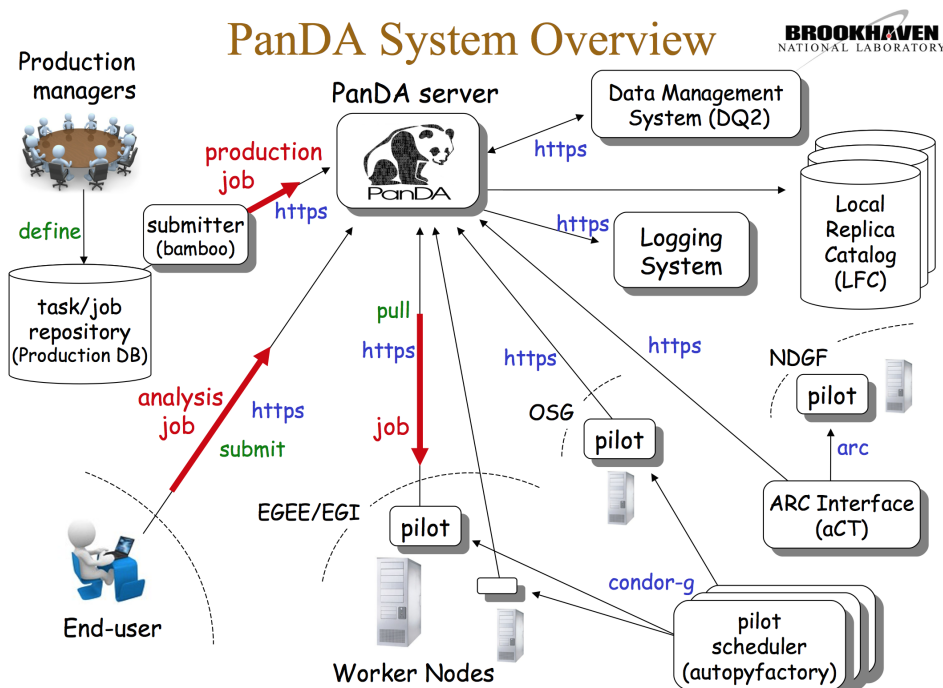 PanDA System Overview
BROOKHAVEN
NATIONAL LABORATORY
Production
managers
PanDA server
Data Management
System (DQ2)
https
production
job
https
PanDA
define
submitter
(bamboo)
https
Logging
System
Local
Replica
Catalog
(LFC)
task/job
repository
(Production DB)
pull
https
https
https
NDGF
pilot
analysis
job
https
submit
job
OSG
pilot
arc
EGEE/EGI
pilot
ARC Interface
(aCT)
condor-g
End-user
pilot
scheduler
(autopyfactory)
Worker Nodes